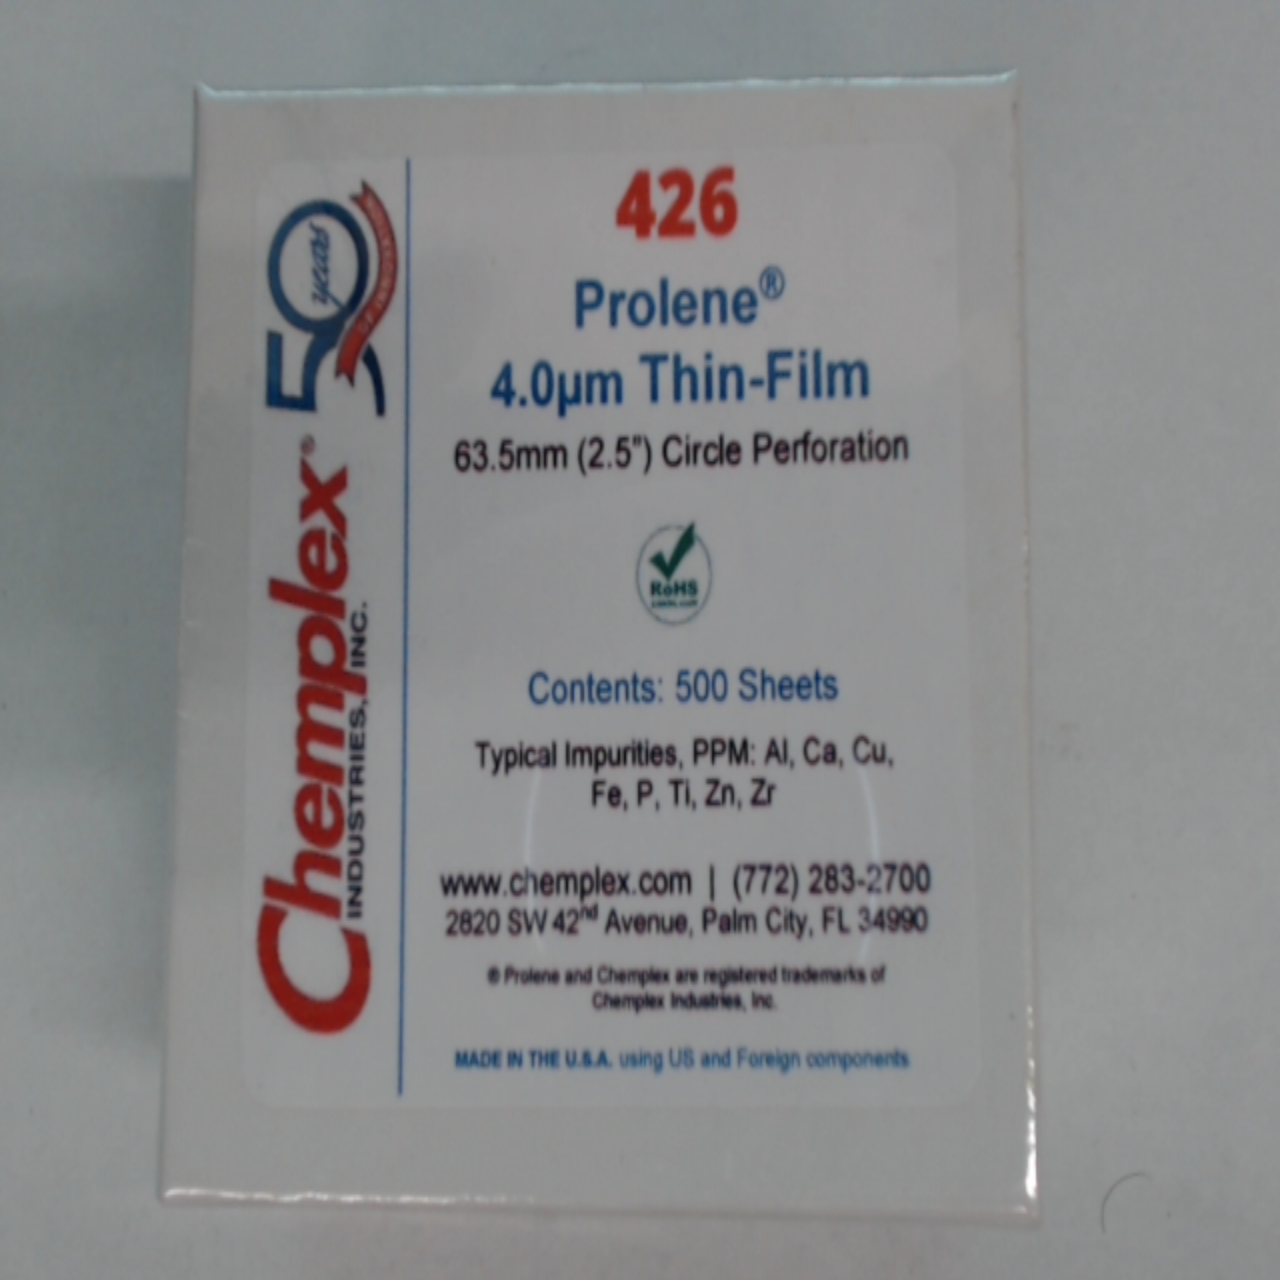 426
Prolene®
4.0µm Thin-Film
63.5mm (2.5") Circle Perforation
RoHS
Contents: 500 Sheets
Typical Impurities, PPM: Al, Ca, Cu,
Fe, P, Ti, Zn, Zr
www.chemplex.com | (772) 283-2700
2820 SW 42nd Avenue, Palm City, FL 34990
® Prolene and Chemplex are registered trademarks of
Chemplex Industries, Inc.
MADE IN THE U.S.A. using US and Foreign components
Chemplex®
INDUSTRIES, INC.
50
years
OF INNOVATION